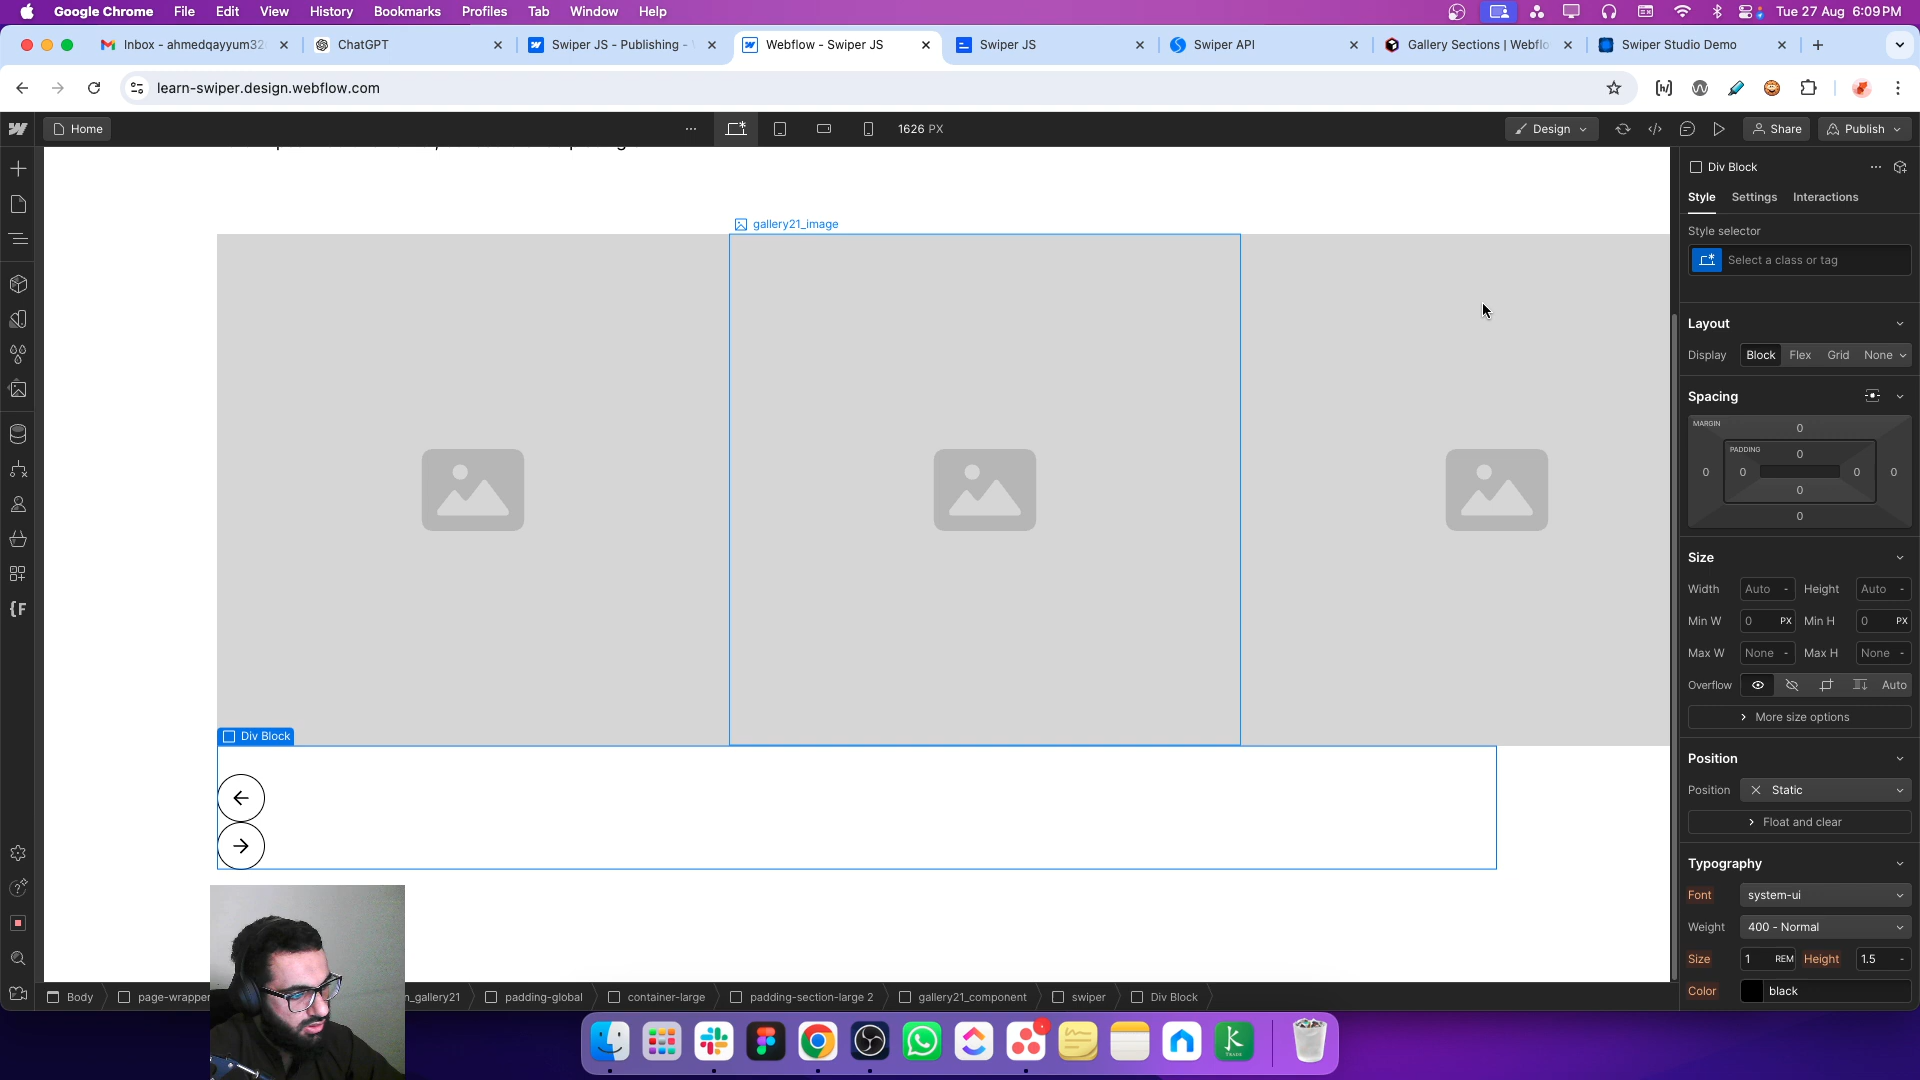 Google Chrome File Edit View History Bookmarks Profiles Tab Window Help
Tue 27 Aug 6:09 PM
Inbox - ahmedqayyum32
ChatGPT
Swiper JS - Publishing -
Webflow - Swiper JS
Swiper JS
Swiper API
Gallery Sections | Webflo
Swiper Studio Demo
learn-swiper.design.webflow.com
Home
1626 PX
Design
Share
Publish
gallery21_image
Div Block
Style Settings Interactions
Style selector
Select a class or tag
Layout
Display Block Flex Grid None
Spacing
MARGIN
0
PADDING
0
0 0 0 0
0
0
Size
Width Auto - Height Auto -
Min W 0 PX Min H 0 PX
Max W None - Max H None -
Overflow Auto
More size options
Div Block
Position
Position Static
Float and clear
Typography
Font system-ui
Weight 400 - Normal
Size 1 REM Height 1.5 -
Color black
Body page-wrapper n_gallery21 padding-global container-large padding-section-large 2 gallery21_component swiper Div Block